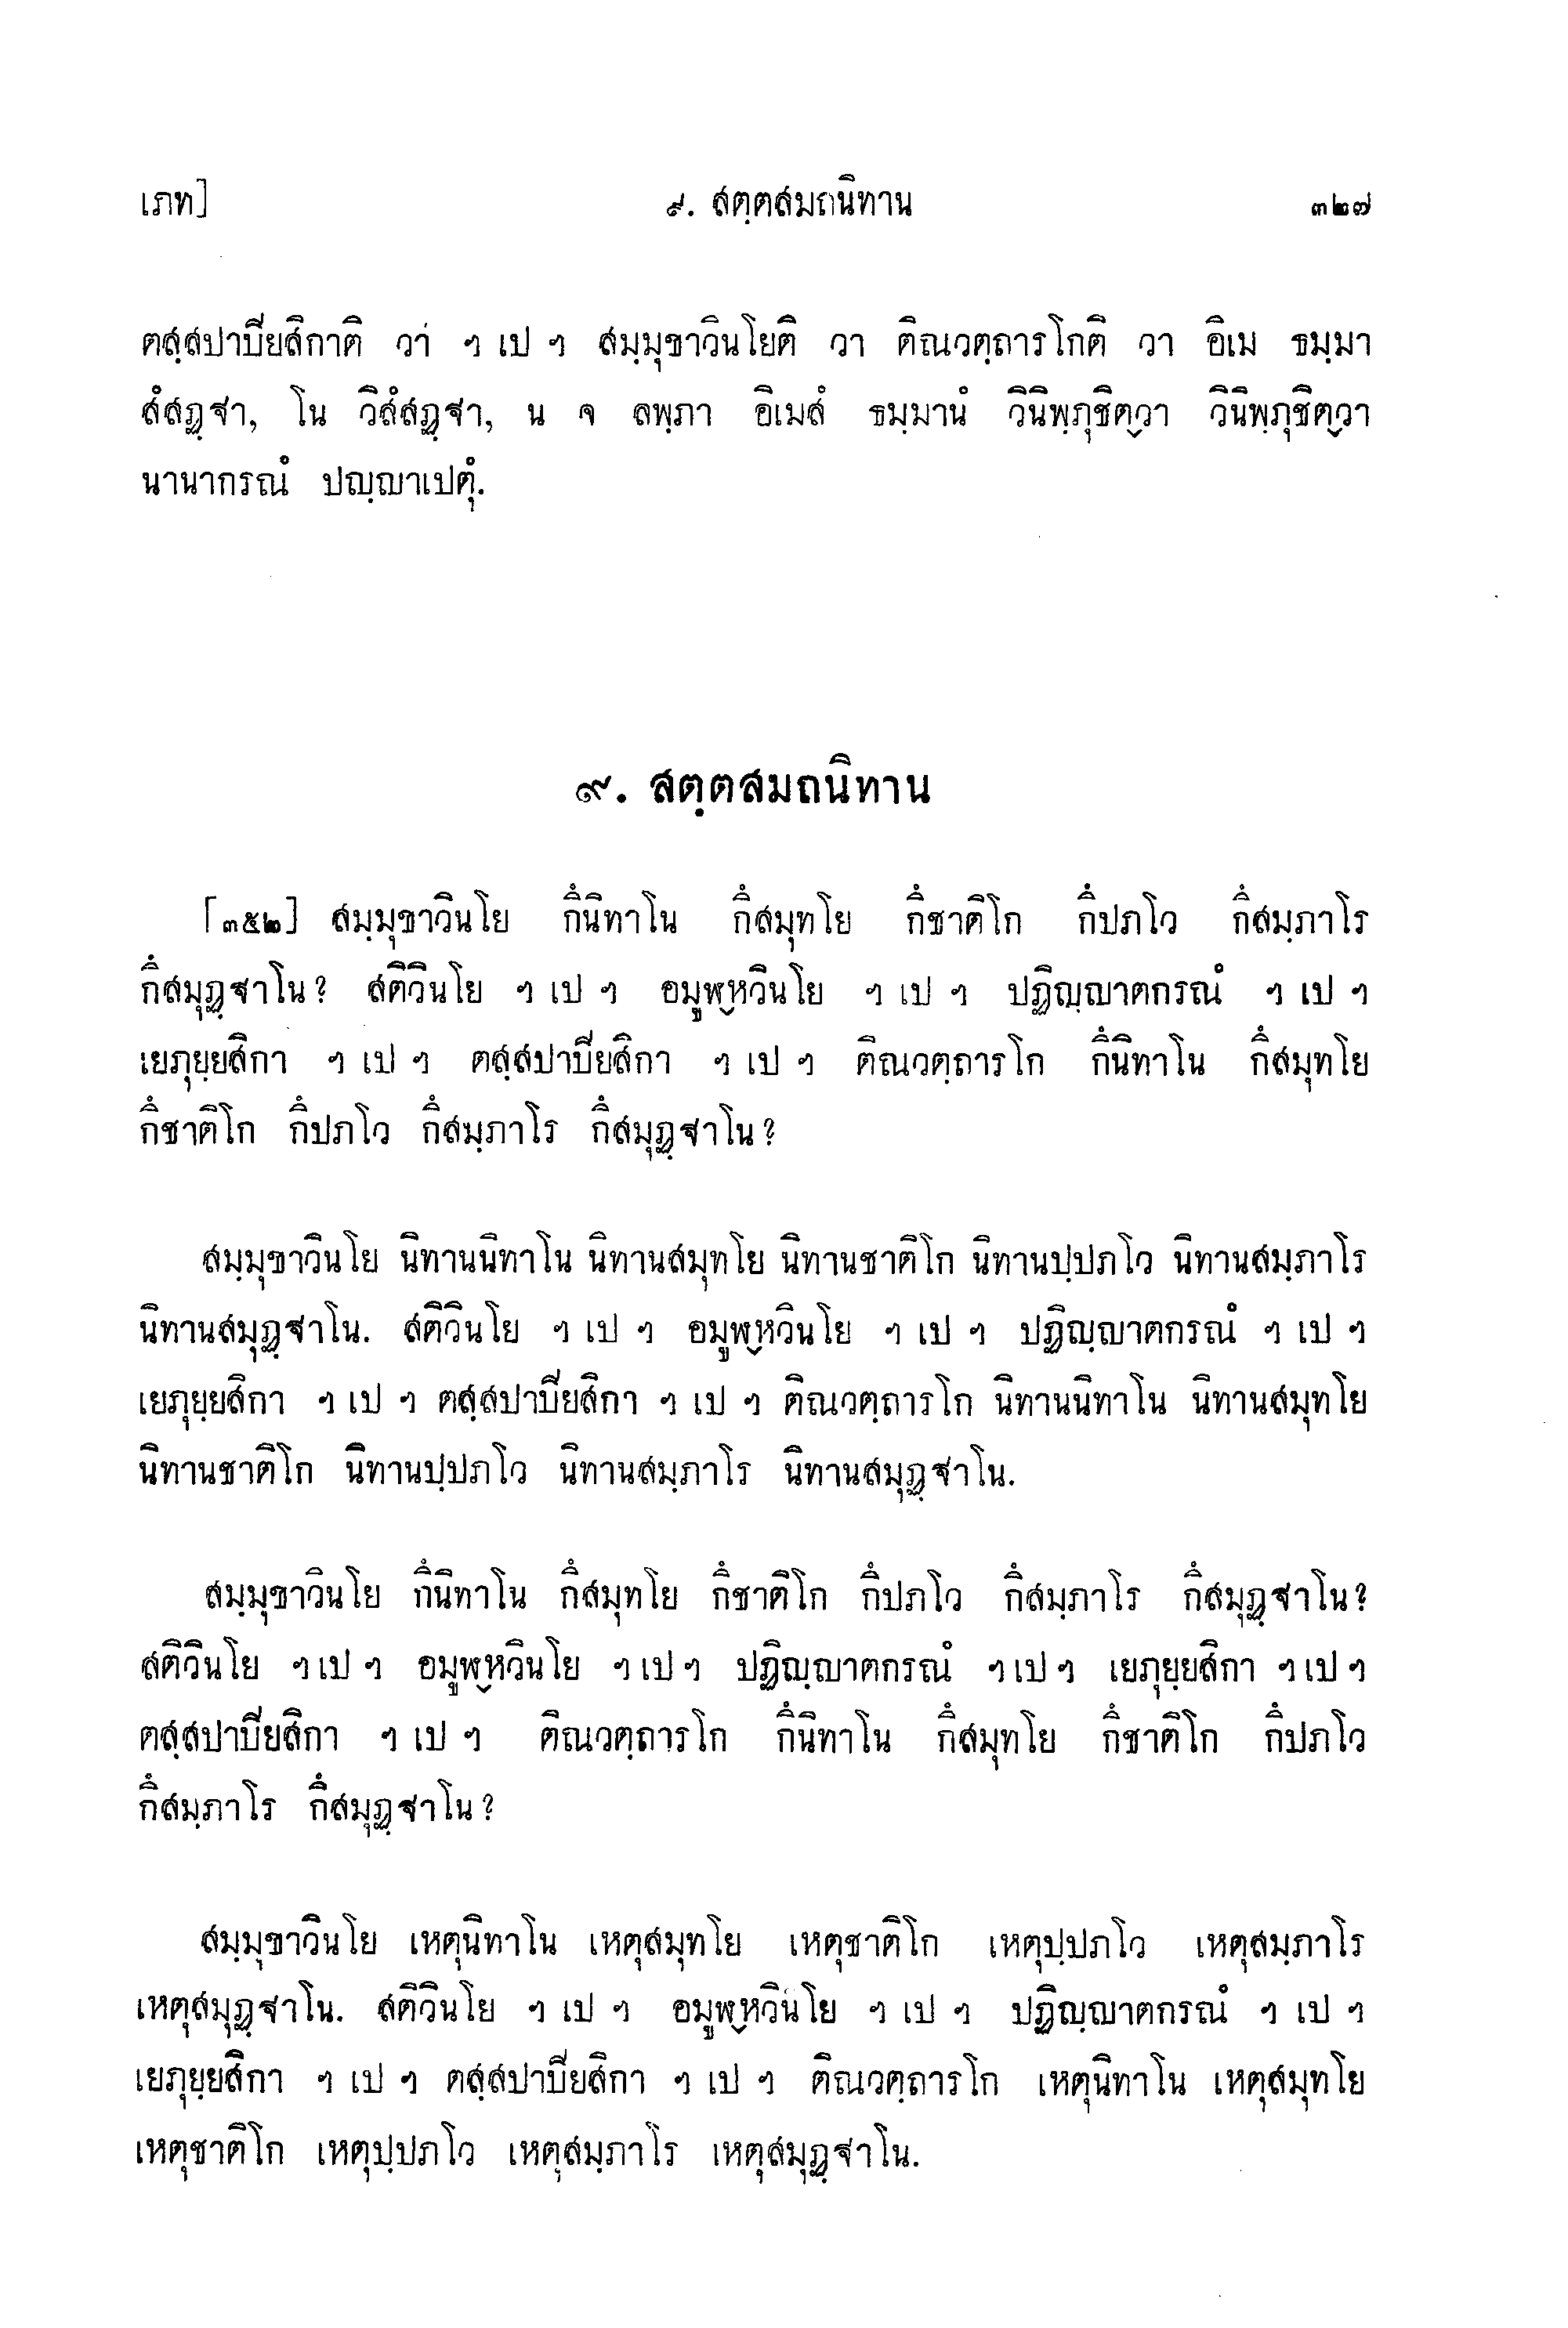 เภท] ๙. สตฺตสมถนิทาน ๓๒๗
ตสฺสปาปิยสิกาติ วา ฯ เป ฯ สมฺมุขาวินโยติ วา ติณวตฺถารโกติ วา อิเม ธมฺมา
สํสฏฺฐา, โน วิสํสฏฺฐา, น จ ลพฺภา อิเมสํ ธมฺมานํ วินิพฺภุชิตฺวา วินิพฺภุชิตฺวา
นานากรณํ ปญฺญาเปตุํ.
๙. สตฺตสมถนิทาน
[๓๕๒] สมฺมุขาวินโย กึนิทาโน กึสมุทโย กึชาติโก กึปภโว กึสมฺภาโร
กึสมุฏฺฐาโน? สติวินโย ฯ เป ฯ อมูฬฺหวินโย ฯ เป ฯ ปฏิญฺญาตกรณํ ฯ เป ฯ
เยภุยฺยสิกา ฯ เป ฯ ตสฺสปาปิยสิกา ฯ เป ฯ ติณวตฺถารโก กึนิทาโน กึสมุทโย
กึชาติโก กึปภโว กึสมฺภาโร กึสมุฏฺฐาโน?
สมฺมุขาวินโย นิทานนิทาโน นิทานสมุทโย นิทานชาติโก นิทานปฺปภโว นิทานสมฺภาโร
นิทานสมุฏฺฐาโน. สติวินโย ฯ เป ฯ อมูฬฺหวินโย ฯ เป ฯ ปฏิญฺญาตกรณํ ฯ เป ฯ
เยภุยฺยสิกา ฯ เป ฯ ตสฺสปาปิยสิกา ฯ เป ฯ ติณวตฺถารโก นิทานนิทาโน นิทานสมุทโย
นิทานชาติโก นิทานปฺปภโว นิทานสมฺภาโร นิทานสมุฏฺฐาโน.
สมฺมุขาวินโย กึนิทาโน กึสมุทโย กึชาติโก กึปภโว กึสมฺภาโร กึสมุฏฺฐาโน?
สติวินโย ฯ เป ฯ อมูฬฺหวินโย ฯ เป ฯ ปฏิญฺญาตกรณํ ฯ เป ฯ เยภุยฺยสิกา ฯ เป ฯ
ตสฺสปาปิยสิกา ฯ เป ฯ ติณวตฺถารโก กึนิทาโน กึสมุทโย กึชาติโก กึปภโว
กึสมฺภาโร กึสมุฏฺฐาโน?
สมฺมุขาวินโย เหตุนิทาโน เหตุสมุทโย เหตุชาติโก เหตุปฺปภโว เหตุสมฺภาโร
เหตุสมุฏฺฐาโน. สติวินโย ฯ เป ฯ อมูฬฺหวินโย ฯ เป ฯ ปฏิญฺญาตกรณํ ฯ เป ฯ
เยภุยฺยสิกา ฯ เป ฯ ตสฺสปาปิยสิกา ฯ เป ฯ ติณวตฺถารโก เหตุนิทาโน เหตุสมุทโย
เหตุชาติโก เหตุปฺปภโว เหตุสมฺภาโร เหตุสมุฏฺฐาโน.